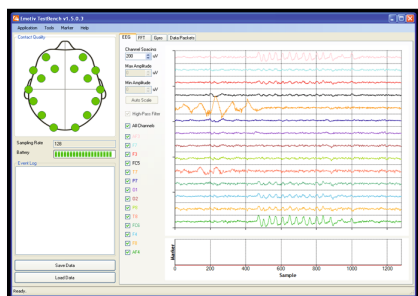 Emotiv TestBench v1.5.0.3
Application Tools Marker Help
Contact Quality
Sampling Rate 128
Battery
Event Log
Save Data
Load Data
Ready.
EEG FFT Gyro Data Packets
Channel Spacing
200 uV
Max Amplitude
uV
Min Amplitude
uV
Auto Scale
High-Pass Filter
All Channels
F3
FC5
T7
P7
O1
O2
P8
T8
FC6
F4
F8
AF4
Marker
0 200 400 600 800 1000 1200
Sample